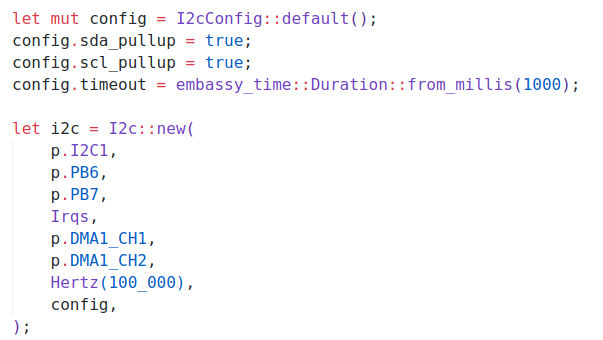 let mut config = I2cConfig::default();
config.sda_pullup = true;
config.scl_pullup = true;
config.timeout = embassy_time::Duration::from_millis(1000);

let i2c = I2c::new(
    p.I2C1,
    p.PB6,
    p.PB7,
    Irqs,
    p.DMA1_CH1,
    p.DMA1_CH2,
    Hertz(100_000),
    config,
);